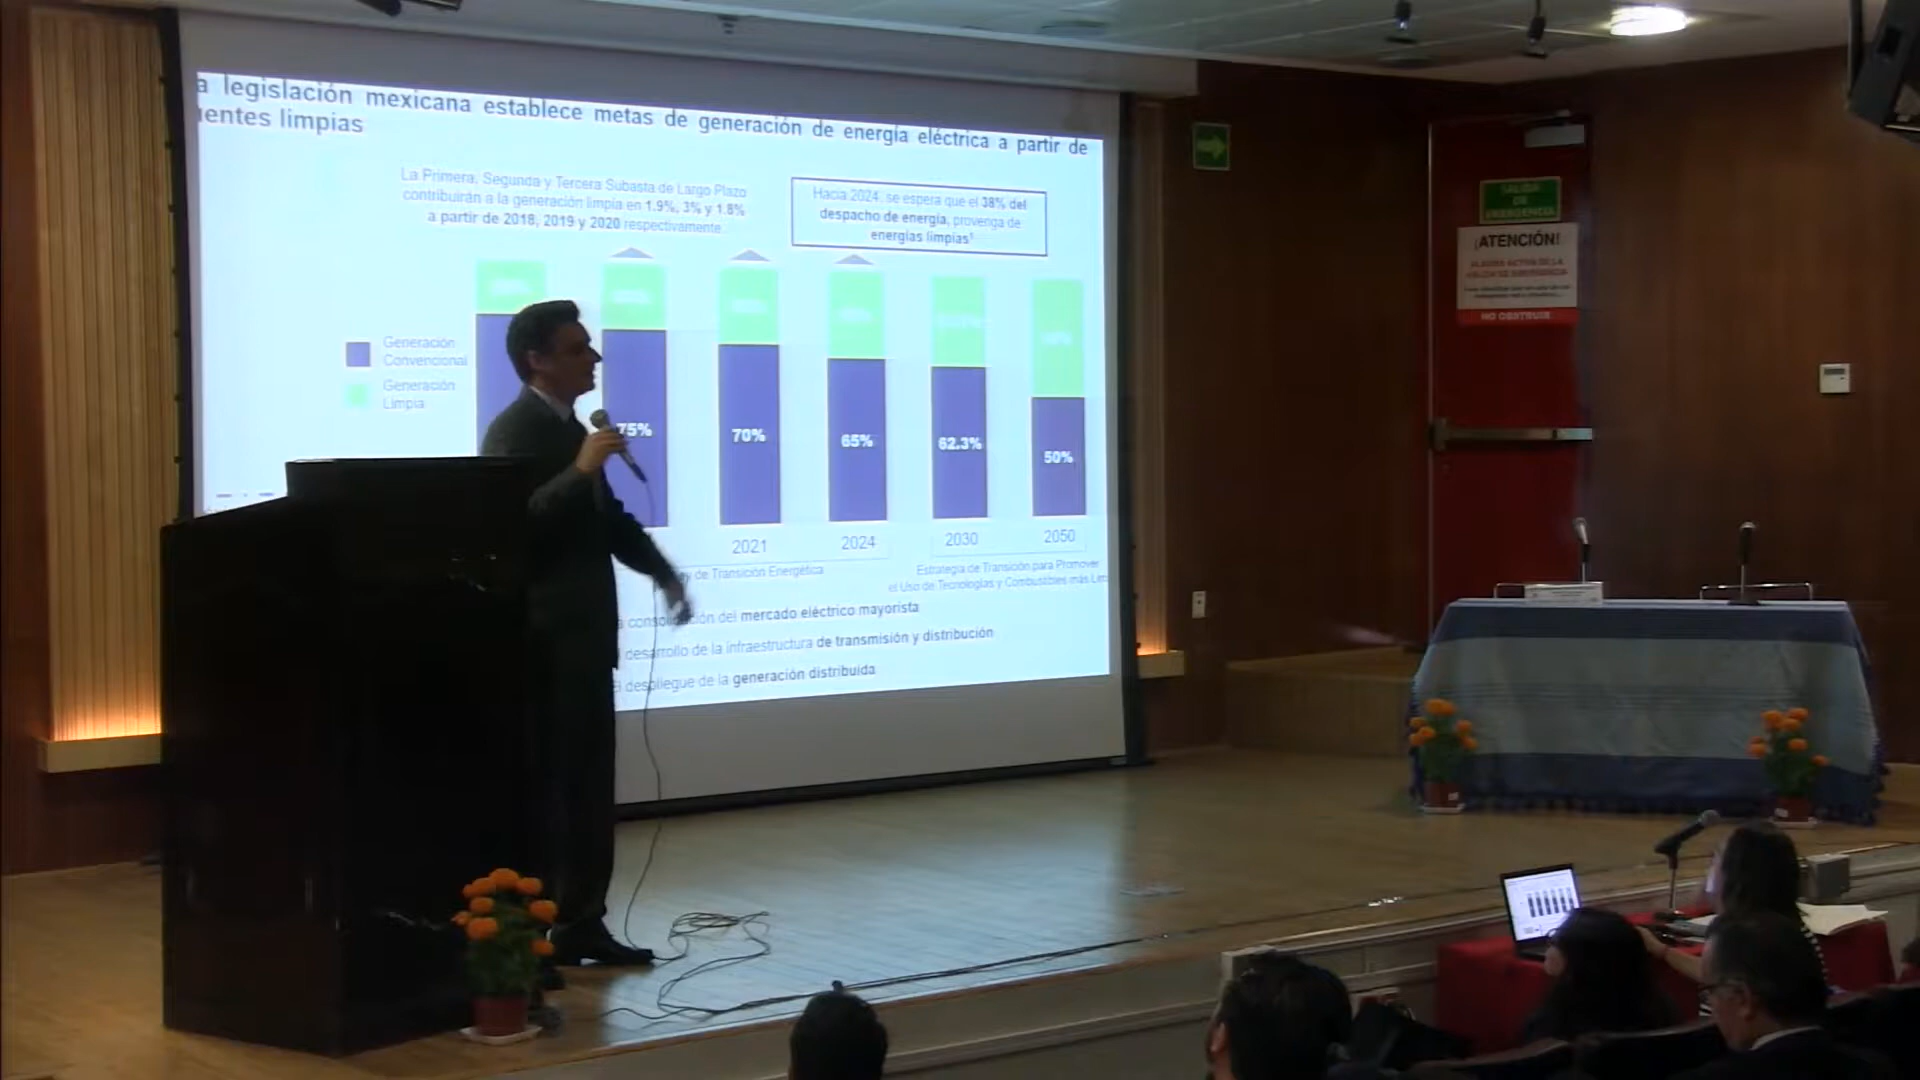 a legislación mexicana establece metas de generación de energía eléctrica a partir de
uentes limpias
La Primera, Segunda y Tercera Subasta de Largo Plazo
contribuirán a la generación limpia en 1.9%, 3% y 1.8%
a partir de 2018, 2019 y 2020 respectivamente.
Hacia 2024, se espera que el 38% del
despacho de energía, provenga de
energías limpias¹
Generación
Convencional
Generación
Limpia
75%
70%
65%
62.3%
50%
2021
2024
2030
2050
ey de Transición Energética
Estrategia de Transición para Promover
el Uso de Tecnologías y Combustibles más Lim
a consolidación del mercado eléctrico mayorista
l desarrollo de la infraestructura de transmisión y distribución
El despliegue de la generación distribuida
SALIDA
DE
EMERGENCIA
¡ATENCIÓN!
NO OBSTRUIR